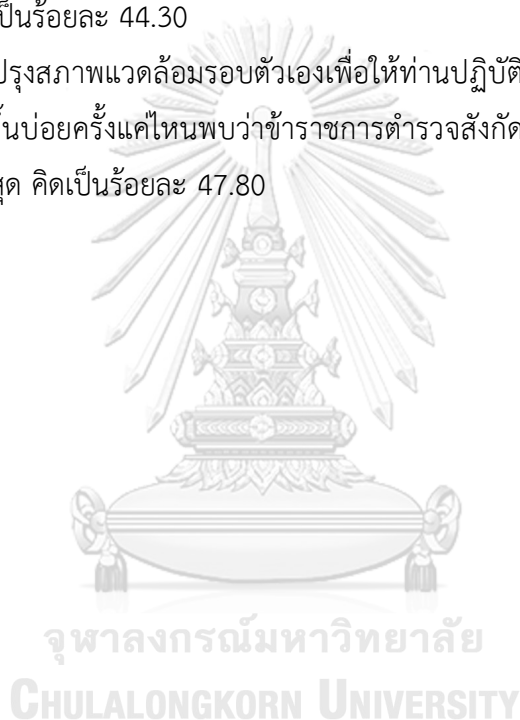 เป็นร้อยละ 44.30
ปรุงสภาพแวดล้อมรอบตัวเองเพื่อให้ท่านปฏิบัติ
บ่อยครั้งแค่ไหนพบว่าข้าราชการตำรวจสังกัด
สุด คิดเป็นร้อยละ 47.80
จุฬาลงกรณ์มหาวิทยาลัย
CHULALONGKORN UNIVERSITY